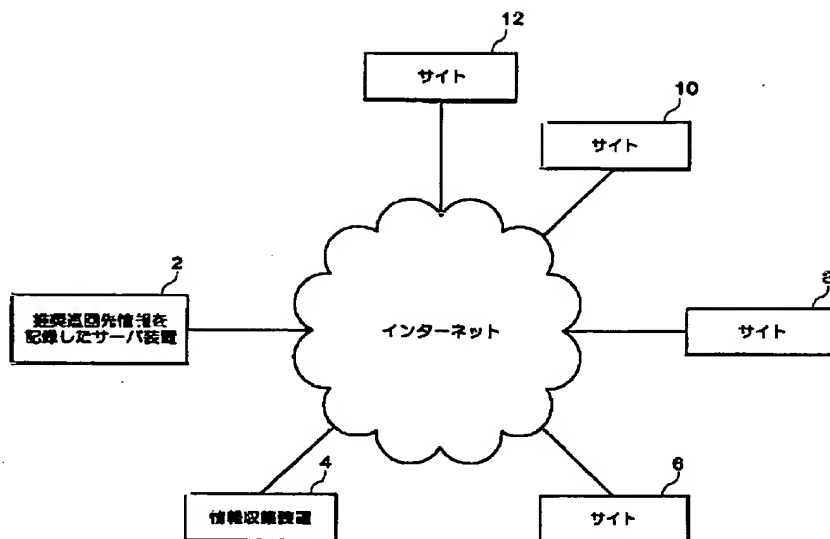 12
サイト
10
サイト
2
推奨巡回先情報を
記録したサーバ装置
インターネット
8
サイト
4
情報収集装置
6
サイト